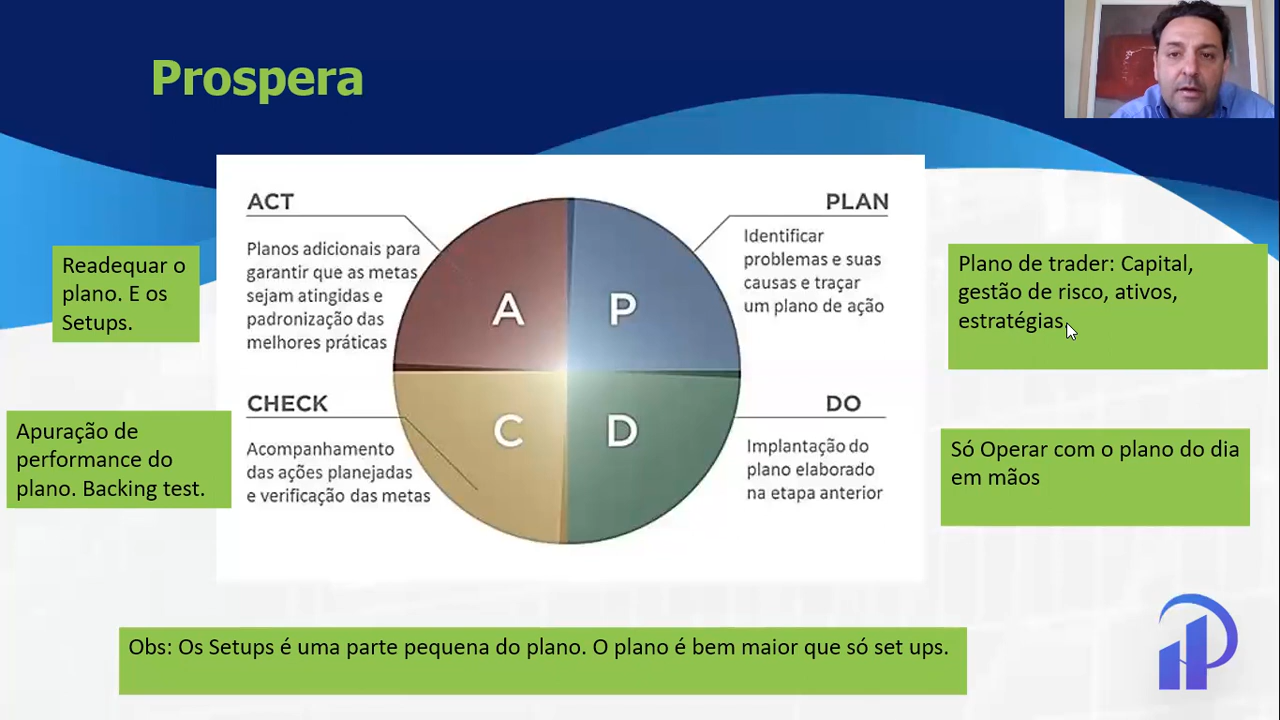 Prospera
ACT
Planos adicionais para
garantir que as metas
sejam atingidas e
padronização das
melhores práticas
PLAN
Identificar
problemas e suas
causas e traçar
um plano de ação
A
P
C
D
CHECK
Acompanhamento
das ações planejadas
e verificação das metas
DO
Implantação do
plano elaborado
na etapa anterior
Readequar o
plano. E os
Setups.
Plano de trader: Capital,
gestão de risco, ativos,
estratégias.
Apuração de
performance do
plano. Backing test.
Só Operar com o plano do dia
em mãos
Obs: Os Setups é uma parte pequena do plano. O plano é bem maior que só set ups.